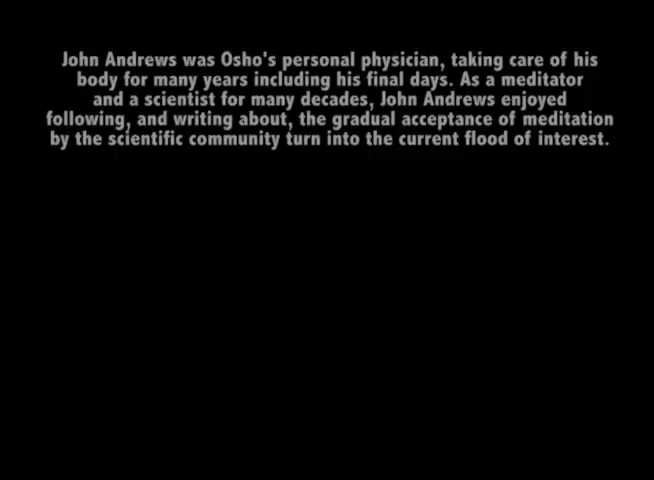 John Andrews was Osho's personal physician, taking care of his
body for many years including his final days. As a meditator
and a scientist for many decades, John Andrews enjoyed
following, and writing about, the gradual acceptance of meditation
by the scientific community turn into the current flood of interest.